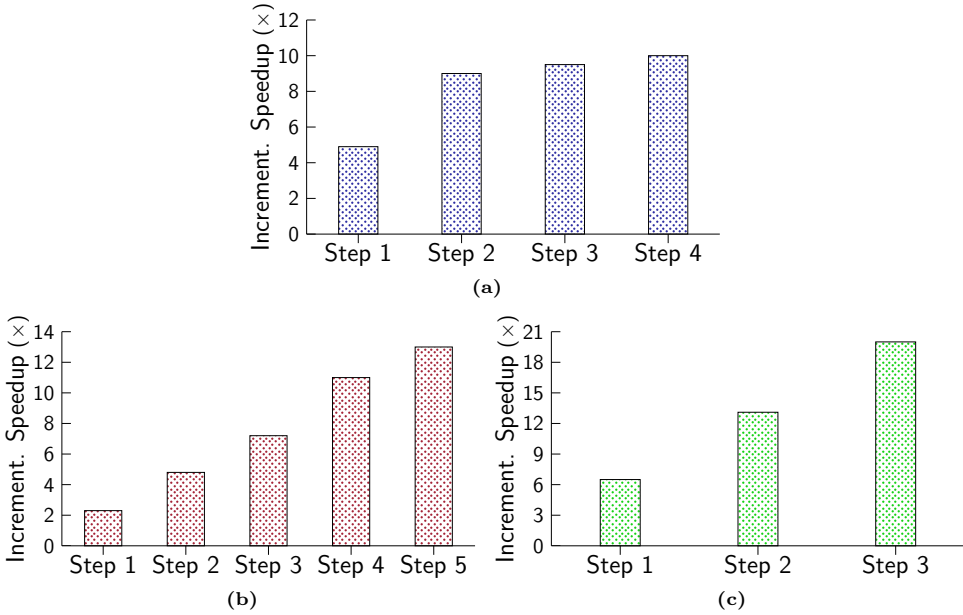 Increment. Speedup (×)
12
10
8
6
4
2
0
Step 1 Step 2 Step 3 Step 4
(a)
Increment. Speedup (×)
14
12
10
8
6
4
2
0
Step 1 Step 2 Step 3 Step 4 Step 5
(b)
Increment. Speedup (×)
21
18
15
12
9
6
3
0
Step 1 Step 2 Step 3
(c)